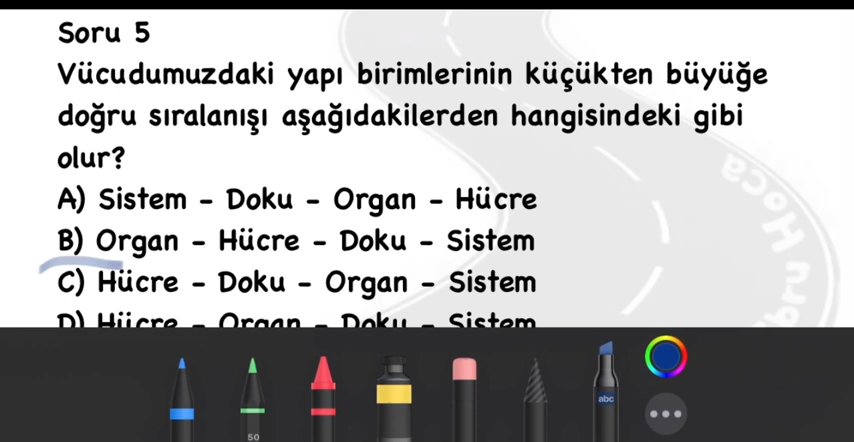 Soru 5
Vücudumuzdaki yapı birimlerinin küçükten büyüğe
doğru sıralanışı aşağıdakilerden hangisindeki gibi
olur?
A) Sistem - Doku - Organ - Hücre
B) Organ - Hücre - Doku - Sistem
C) Hücre - Doku - Organ - Sistem
D) Hücre - Organ - Doku - Sistem
50
abc
Hoca